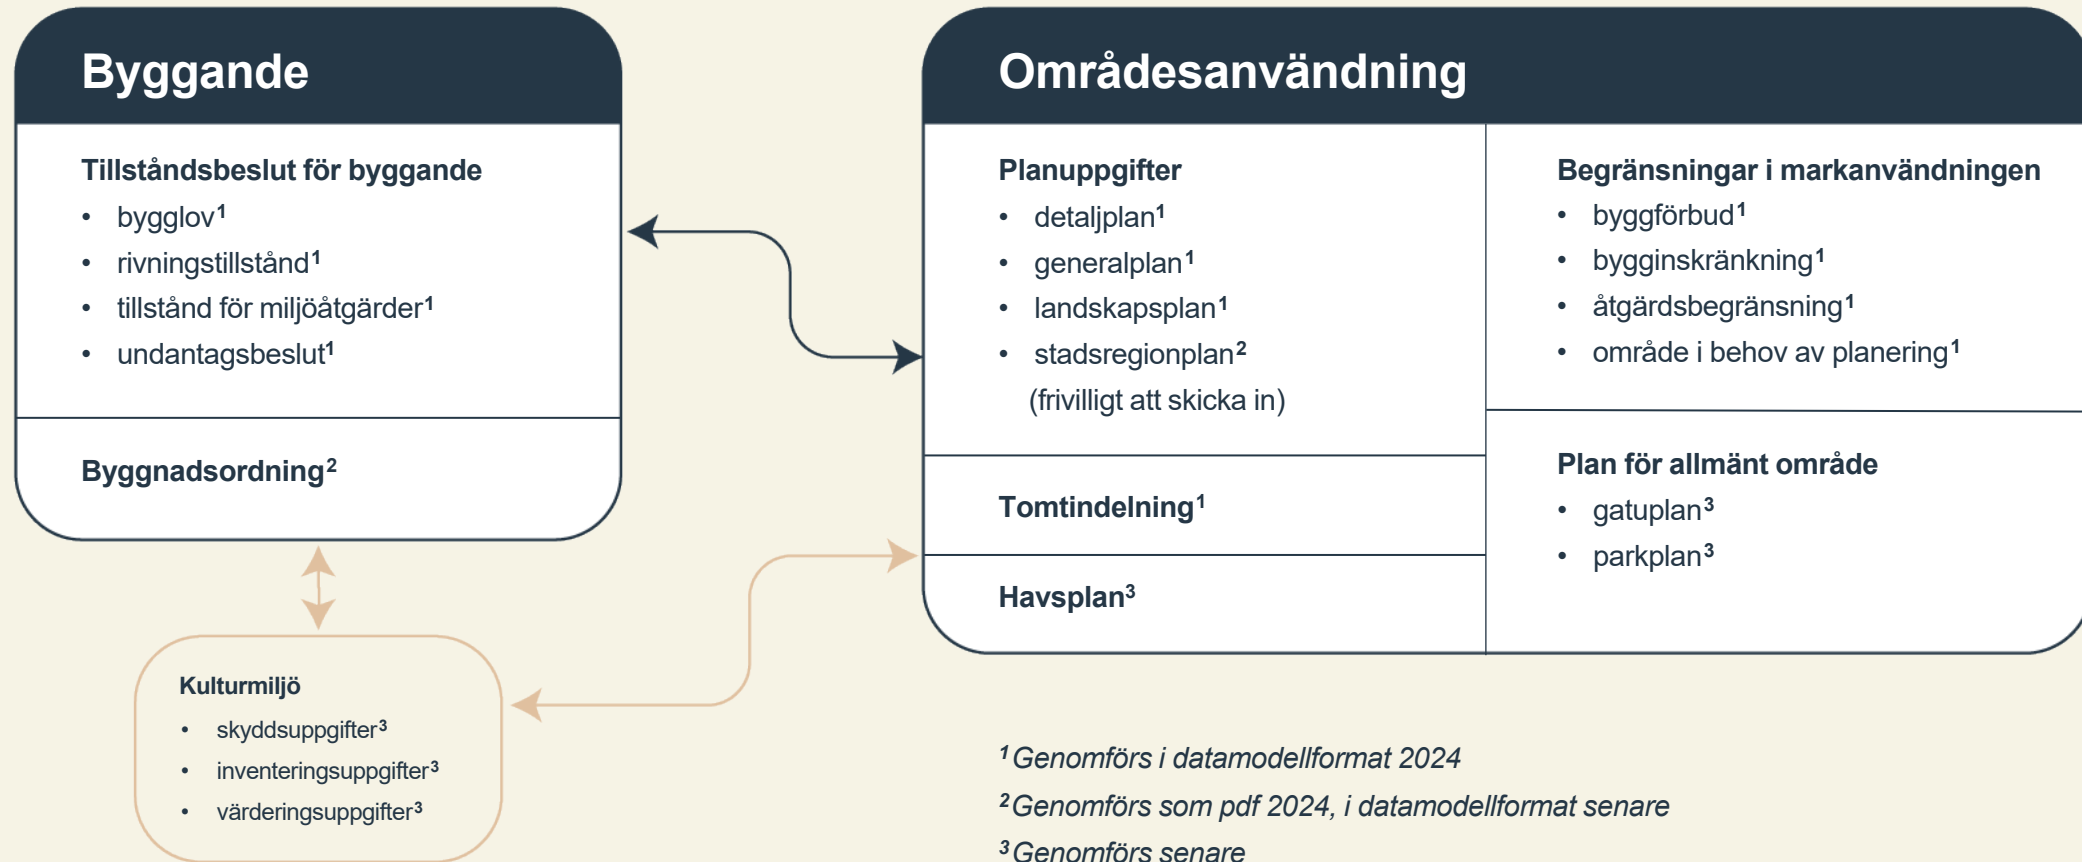 Byggande
Tillståndsbeslut för byggande
• bygglov¹
• rivningstillstånd¹
• tillstånd för miljöåtgärder¹
• undantagsbeslut¹
Byggnadsordning²
Kulturmiljö
• skyddsuppgifter³
• inventeringsuppgifter³
• värderingsuppgifter³
Områdesanvändning
Planuppgifter
• detaljplan¹
• generalplan¹
• landskapsplan¹
• stadsregionplan²
(frivilligt att skicka in)
Tomtindelning¹
Havsplan³
Begränsningar i markanvändningen
• byggförbud¹
• bygginskränkning¹
• åtgärdsbegränsning¹
• område i behov av planering¹
Plan för allmänt område
• gatuplan³
• parkplan³
¹Genomförs i datamodellformat 2024
²Genomförs som pdf 2024, i datamodellformat senare
³Genomförs senare